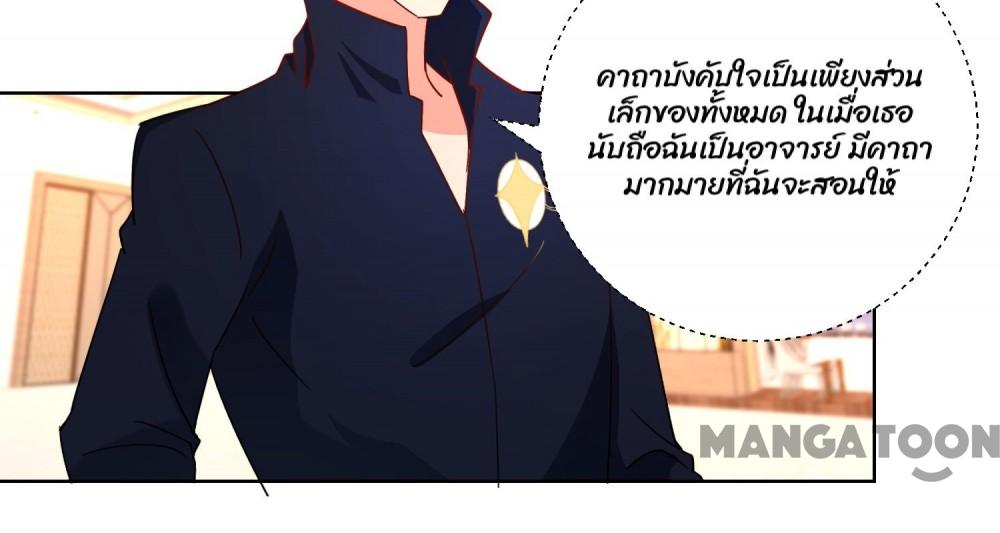 คาถาบังคับใจเป็นเพียงส่วน
เล็กของทั้งหมด ในเมื่อเธอ
นับถือฉันเป็นอาจารย์ มีคาถา
มากมายที่ฉันจะสอนให้
MANGATOON